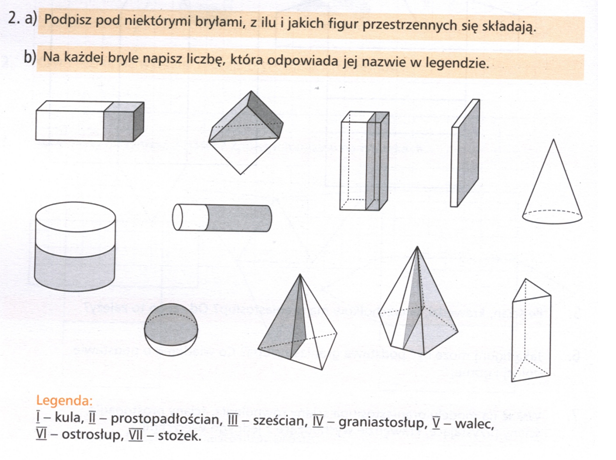 2. a) Podpisz pod niektórymi bryłami, z ilu i jakich figur przestrzennych się składają.
b) Na każdej bryle napisz liczbę, która odpowiada jej nazwie w legendzie.
Legenda:
I – kula, II – prostopadłościan, III – sześcian, IV – graniastosłup, V – walec,
VI – ostrosłup, VII – stożek.